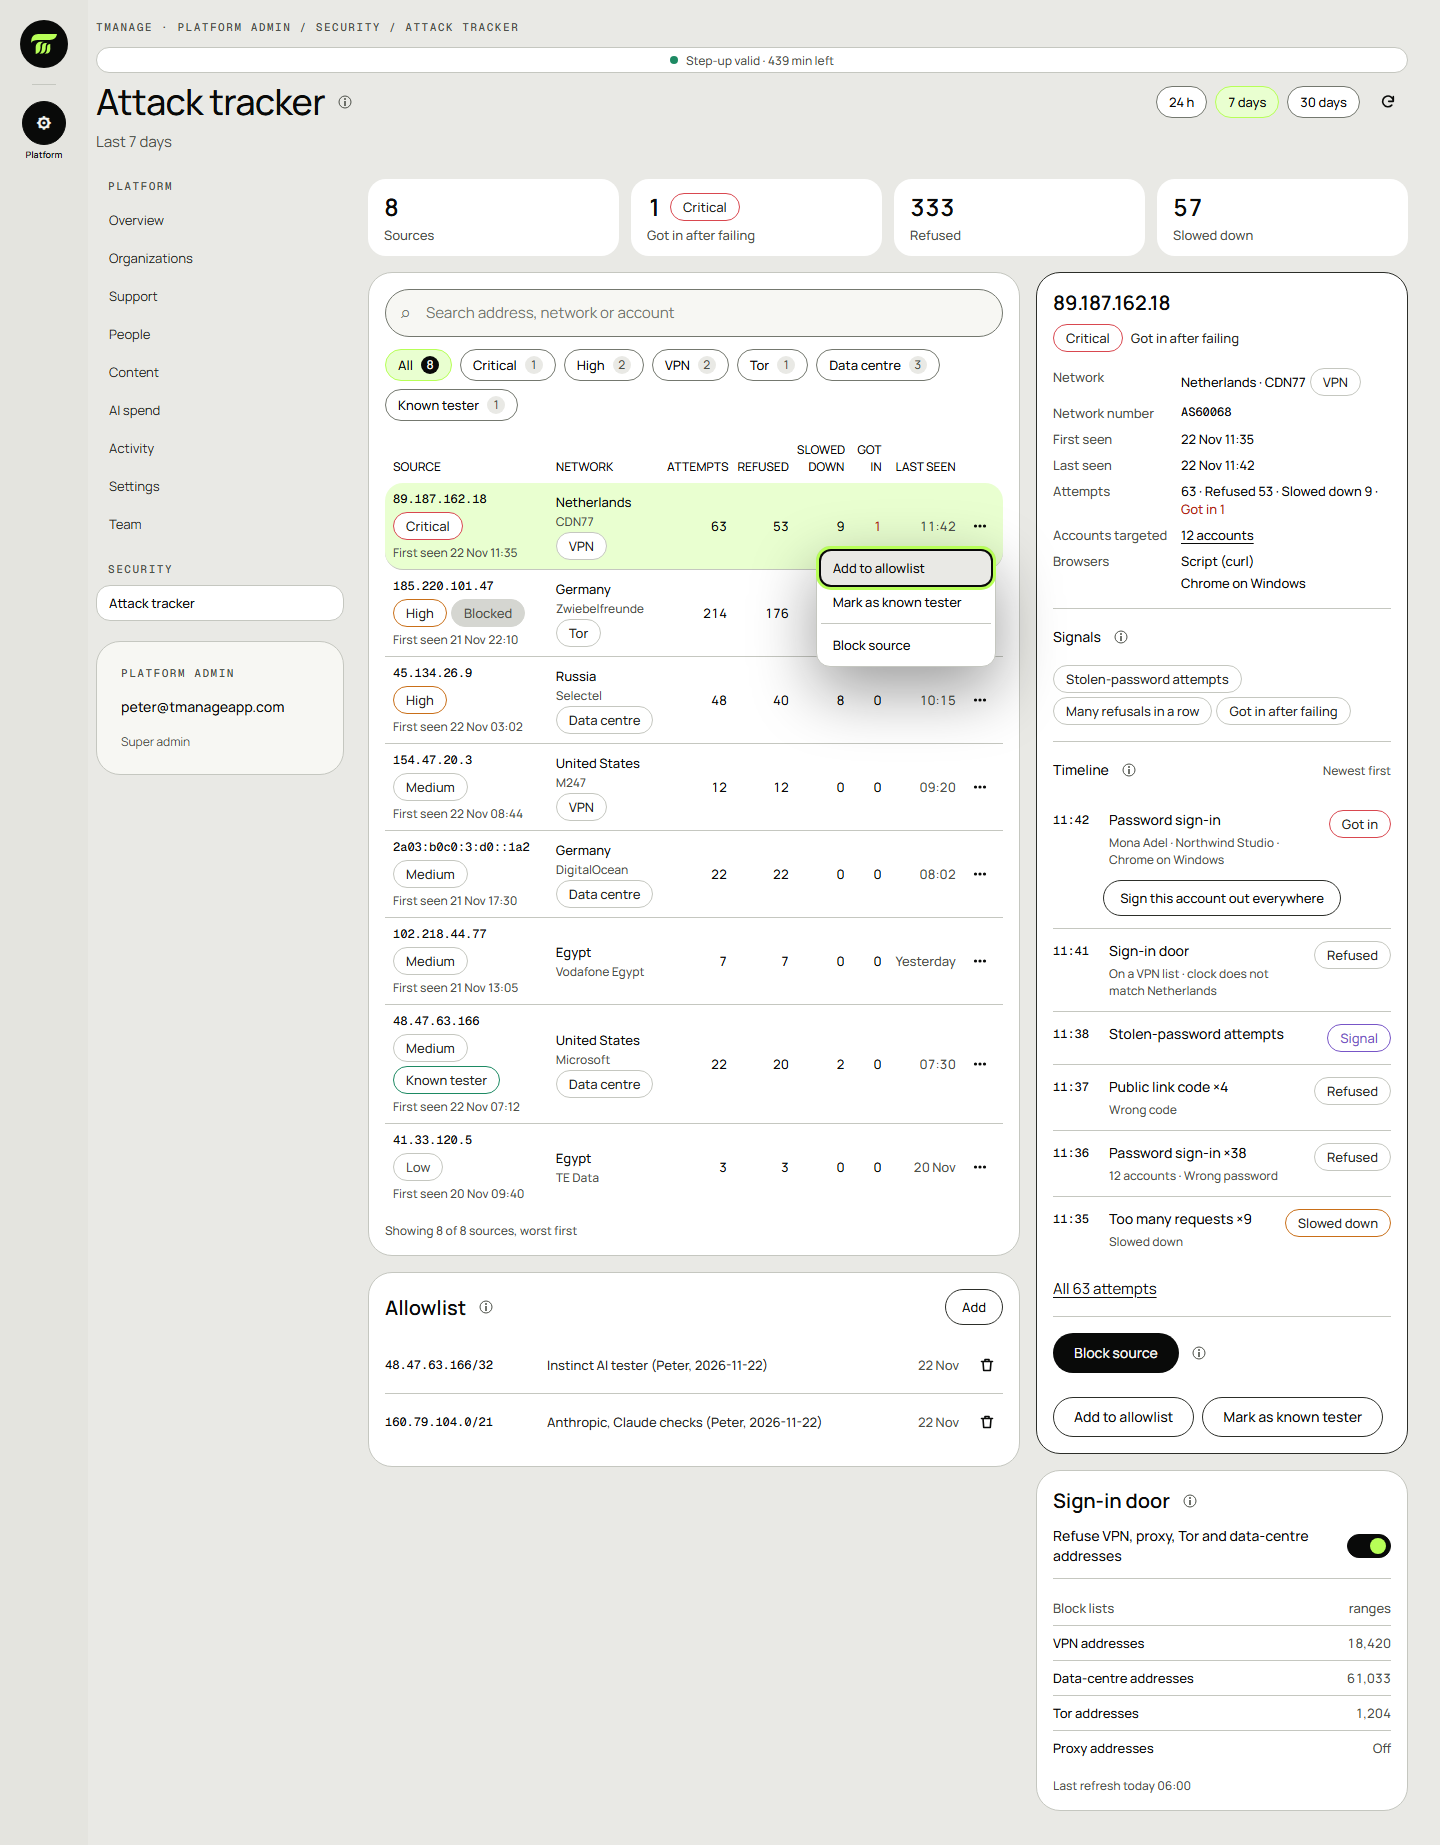 TMANAGE · PLATFORM ADMIN / SECURITY / ATTACK TRACKER
Step-up valid · 439 min left
Attack tracker
24 h
7 days
30 days
Last 7 days
Platform
PLATFORM
Overview
Organizations
Support
People
Content
AI spend
Activity
Settings
Team
SECURITY
Attack tracker
PLATFORM ADMIN
peter@tmanageapp.com
Super admin
8
Sources
1 Critical
Got in after failing
333
Refused
57
Slowed down
Search address, network or account
All 8
Critical 1
High 2
VPN 2
Tor 1
Data centre 3
Known tester 1
SOURCE NETWORK ATTEMPTS REFUSED SLOWED DOWN GOT IN LAST SEEN
89.187.162.18
Critical
First seen 22 Nov 11:35
Netherlands
CDN77
VPN
63 53 9 1 11:42
Add to allowlist
Mark as known tester
Block source
185.220.101.47
High Blocked
First seen 21 Nov 22:10
Germany
Zwiebelfreunde
Tor
214 176
45.134.26.9
High
First seen 22 Nov 03:02
Russia
Selectel
Data centre
48 40 8 0 10:15
154.47.20.3
Medium
First seen 22 Nov 08:44
United States
M247
VPN
12 12 0 0 09:20
2a03:b0c0:3:d0::1a2
Medium
First seen 21 Nov 17:30
Germany
DigitalOcean
Data centre
22 22 0 0 08:02
102.218.44.77
Medium
First seen 21 Nov 13:05
Egypt
Vodafone Egypt
7 7 0 0 Yesterday
48.47.63.166
Medium
Known tester
First seen 22 Nov 07:12
United States
Microsoft
Data centre
22 20 2 0 07:30
41.33.120.5
Low
First seen 20 Nov 09:40
Egypt
TE Data
3 3 0 0 20 Nov
Showing 8 of 8 sources, worst first
Allowlist
Add
48.47.63.166/32 Instinct AI tester (Peter, 2026-11-22) 22 Nov
160.79.104.0/21 Anthropic, Claude checks (Peter, 2026-11-22) 22 Nov
89.187.162.18
Critical Got in after failing
Network Netherlands · CDN77 VPN
Network number AS60068
First seen 22 Nov 11:35
Last seen 22 Nov 11:42
Attempts 63 · Refused 53 · Slowed down 9 ·
Got in 1
Accounts targeted 12 accounts
Browsers Script (curl)
Chrome on Windows
Signals
Stolen-password attempts
Many refusals in a row
Got in after failing
Timeline
Newest first
11:42 Password sign-in Got in
Mona Adel · Northwind Studio ·
Chrome on Windows
Sign this account out everywhere
11:41 Sign-in door Refused
On a VPN list · clock does not
match Netherlands
11:38 Stolen-password attempts Signal
11:37 Public link code ×4 Refused
Wrong code
11:36 Password sign-in ×38 Refused
12 accounts · Wrong password
11:35 Too many requests ×9 Slowed down
Slowed down
All 63 attempts
Block source
Add to allowlist
Mark as known tester
Sign-in door
Refuse VPN, proxy, Tor and data-centre
addresses
Block lists ranges
VPN addresses 18,420
Data-centre addresses 61,033
Tor addresses 1,204
Proxy addresses Off
Last refresh today 06:00